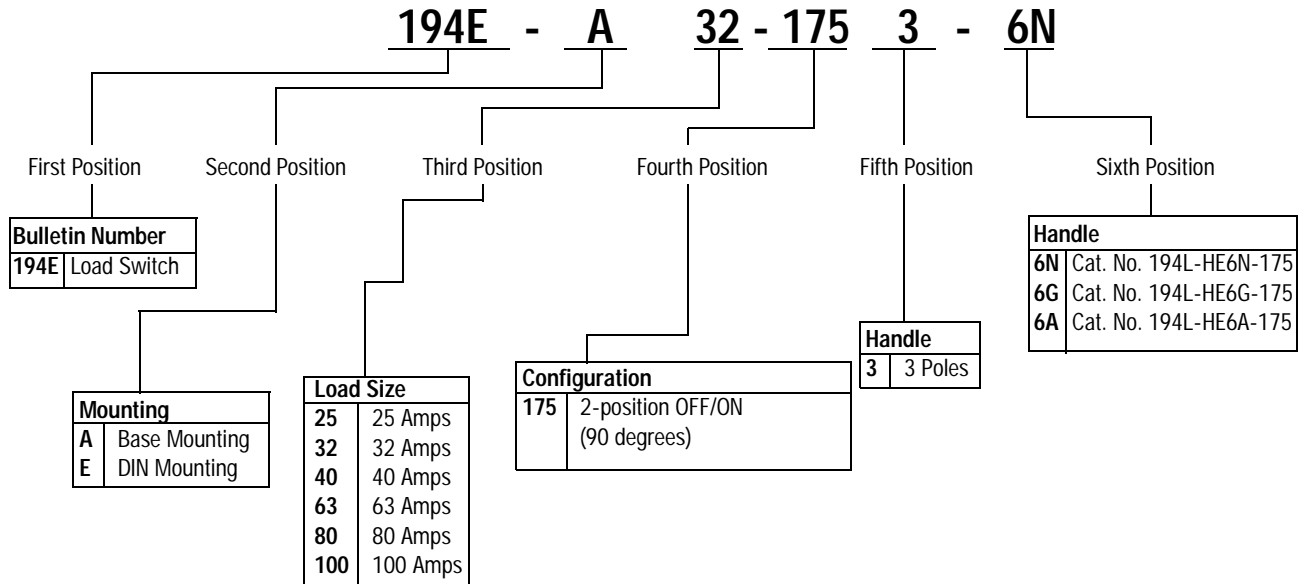 194E - A 32 - 175 3 - 6N
First Position Second Position Third Position Fourth Position Fifth Position Sixth Position
Bulletin Number
194E Load Switch
Mounting
A Base Mounting
E DIN Mounting
Load Size
25 25 Amps
32 32 Amps
40 40 Amps
63 63 Amps
80 80 Amps
100 100 Amps
Configuration
175 2-position OFF/ON
(90 degrees)
Handle
3 3 Poles
Handle
6N Cat. No. 194L-HE6N-175
6G Cat. No. 194L-HE6G-175
6A Cat. No. 194L-HE6A-175